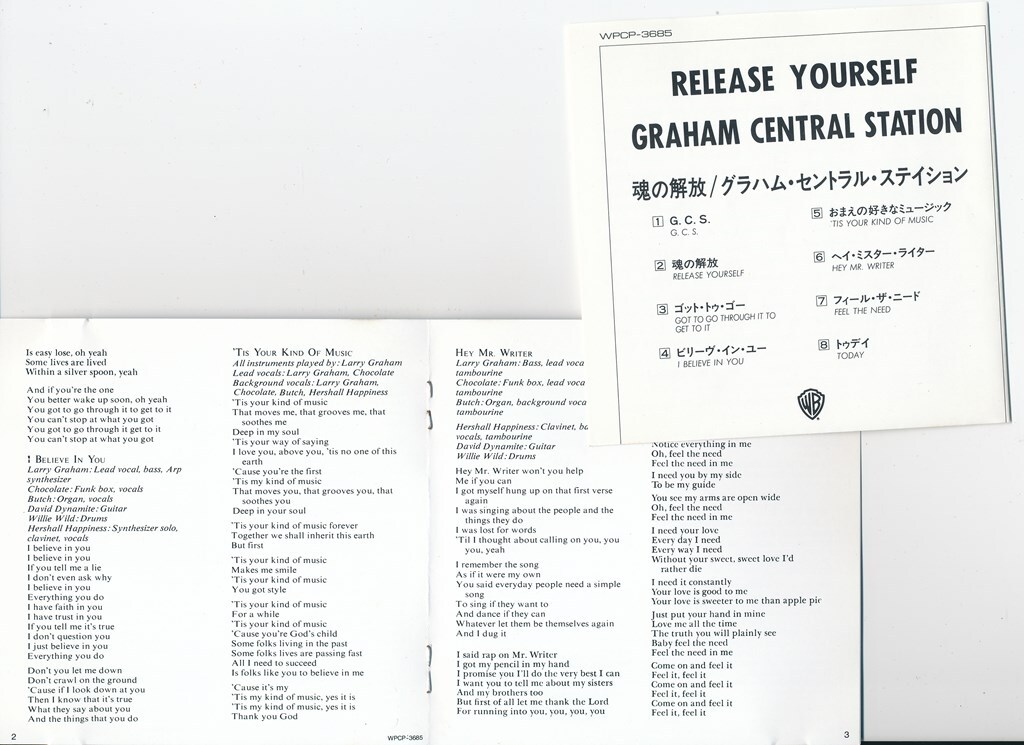 WPCP-3685
RELEASE YOURSELF
GRAHAM CENTRAL STATION
魂の解放/グラハム・セントラル・ステイション
1 G. C. S.
G. C. S.
2 魂の解放
RELEASE YOURSELF
3 ゴット・トゥ・ゴー
GOT TO GO THROUGH IT TO
GET TO IT
4 ビリーヴ・イン・ユー
I BELIEVE IN YOU
5 おまえの好きなミュージック
'TIS YOUR KIND OF MUSIC
6 ヘイ・ミスター・ライター
HEY MR. WRITER
7 フィール・ザ・ニード
FEEL THE NEED
8 トゥデイ
TODAY
WB
Is easy lose, oh yeah
Some lives are lived
Within a silver spoon, yeah
And if you're the one
You better wake up soon, oh yeah
You got to go through it to get to it
You can't stop at what you got
You got to go through it get to it
You can't stop at what you got
I Believe In You
Larry Graham: Lead vocal, bass, Arp
synthesizer
Chocolate: Funk box, vocals
Butch: Organ, vocals
David Dynamite: Guitar
Willie Wild: Drums
Hershall Happiness: Synthesizer solo,
clavinet, vocals
I believe in you
I believe in you
If you tell me a lie
I don't even ask why
I believe in you
Everything you do
I have faith in you
I have trust in you
If you tell me it's true
I don't question you
I just believe in you
Everything you do
Don't you let me down
Don't crawl on the ground
'Cause if I look down at you
Then I know that it's true
What they say about you
And the things that you do
2
'Tis Your Kind Of Music
All instruments played by: Larry Graham
Lead vocals: Larry Graham, Chocolate
Background vocals: Larry Graham,
Chocolate, Butch, Hershall Happiness
'Tis your kind of music
That moves me, that grooves me, that
soothes me
Deep in my soul
'Tis your way of saying
I love you, above you, 'tis no one of this
earth
'Cause you're the first
'Tis my kind of music
That moves you, that grooves you, that
soothes you
Deep in your soul
'Tis your kind of music forever
Together we shall inherit this earth
But first
'Tis your kind of music
Makes me smile
'Tis your kind of music
You got style
'Tis your kind of music
For a while
'Tis your kind of music
'Cause you're God's child
Some folks living in the past
Some folks lives are passing fast
All I need to succeed
Is folks like you to believe in me
'Cause it's my
'Tis my kind of music, yes it is
'Tis my kind of music, yes it is
Thank you God
WPCP-3685
Hey Mr. Writer
Larry Graham: Bass, lead voca
tambourine
Chocolate: Funk box, lead voca
tambourine
Butch: Organ, background voca
tambourine
Hershall Happiness: Clavinet, ba
vocals, tambourine
David Dynamite: Guitar
Willie Wild: Drums
Hey Mr. Writer won't you help
Me if you can
I got myself hung up on that first verse
again
I was singing about the people and the
things they do
I was lost for words
'Til I thought about calling on you, you
you, yeah
I remember the song
As if it were my own
You said everyday people need a simple
song
To sing if they want to
And dance if they can
Whatever let them be themselves again
And I dug it
I said rap on Mr. Writer
I got my pencil in my hand
I promise you I'll do the very best I can
I want you to tell me about my sisters
And my brothers too
But first of all let me thank the Lord
For running into you, you, you, you
Notice everything in me
Oh, feel the need
Feel the need in me
I need you by my side
To be my guide
You see my arms are open wide
Oh, feel the need
Feel the need in me
I need your love
Every day I need
Every way I need
Without your sweet, sweet love I'd
rather die
I need it constantly
Your love is good to me
Your love is sweeter to me than apple pie
Just put your hand in mine
Love me all the time
The truth you will plainly see
Baby feel the need
Feel the need in me
Come on and feel it
Feel it, feel it
Come on and feel it
Feel it, feel it
Come on and feel it
Feel it, feel it
3